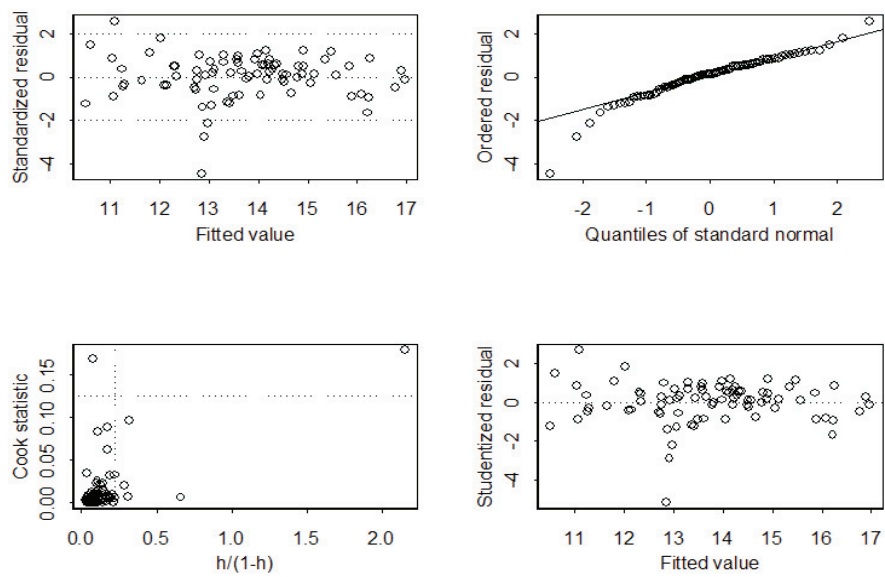 Standardized residual
2
0
-2
-4
11 12 13 14 15 16 17
Fitted value
Ordered residual
2
0
-2
-4
-2 -1 0 1 2
Quantiles of standard normal
Cook statistic
0.15
0.10
0.05
0.00
0.0 0.5 1.0 1.5 2.0
h/(1-h)
Studentized residual
2
0
-2
-4
11 12 13 14 15 16 17
Fitted value